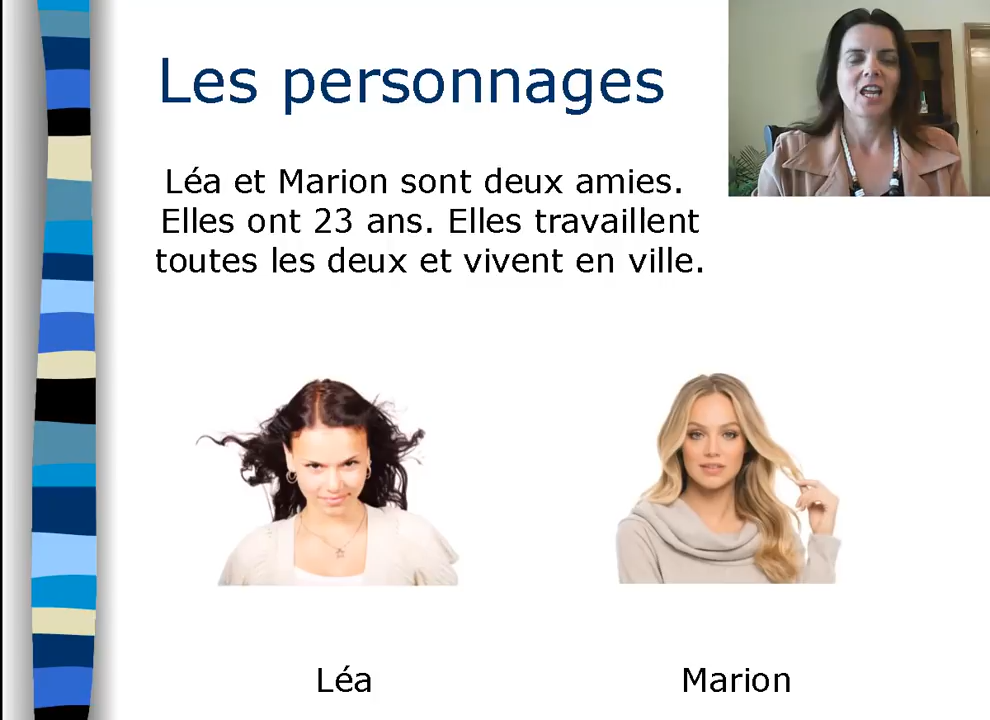 Les personnages
Léa et Marion sont deux amies.
Elles ont 23 ans. Elles travaillent
toutes les deux et vivent en ville.
Léa
Marion